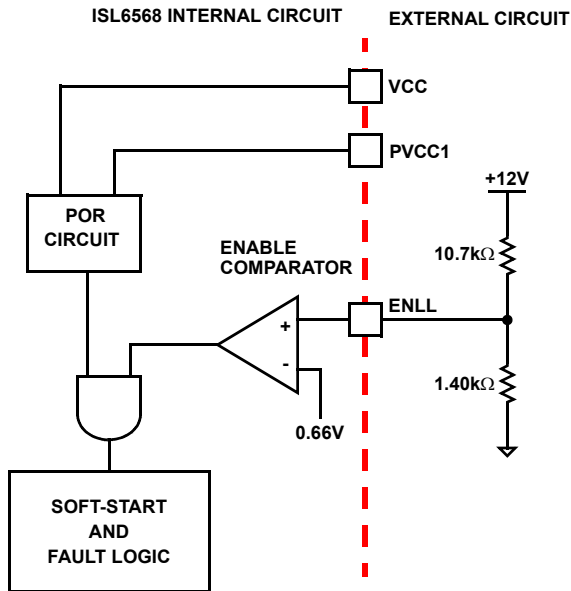 ISL6568 INTERNAL CIRCUIT
EXTERNAL CIRCUIT
VCC
PVCC1
+12V
POR
CIRCUIT
10.7kΩ
ENABLE
COMPARATOR
ENLL
+
-
1.40kΩ
0.66V
SOFT-START
AND
FAULT LOGIC